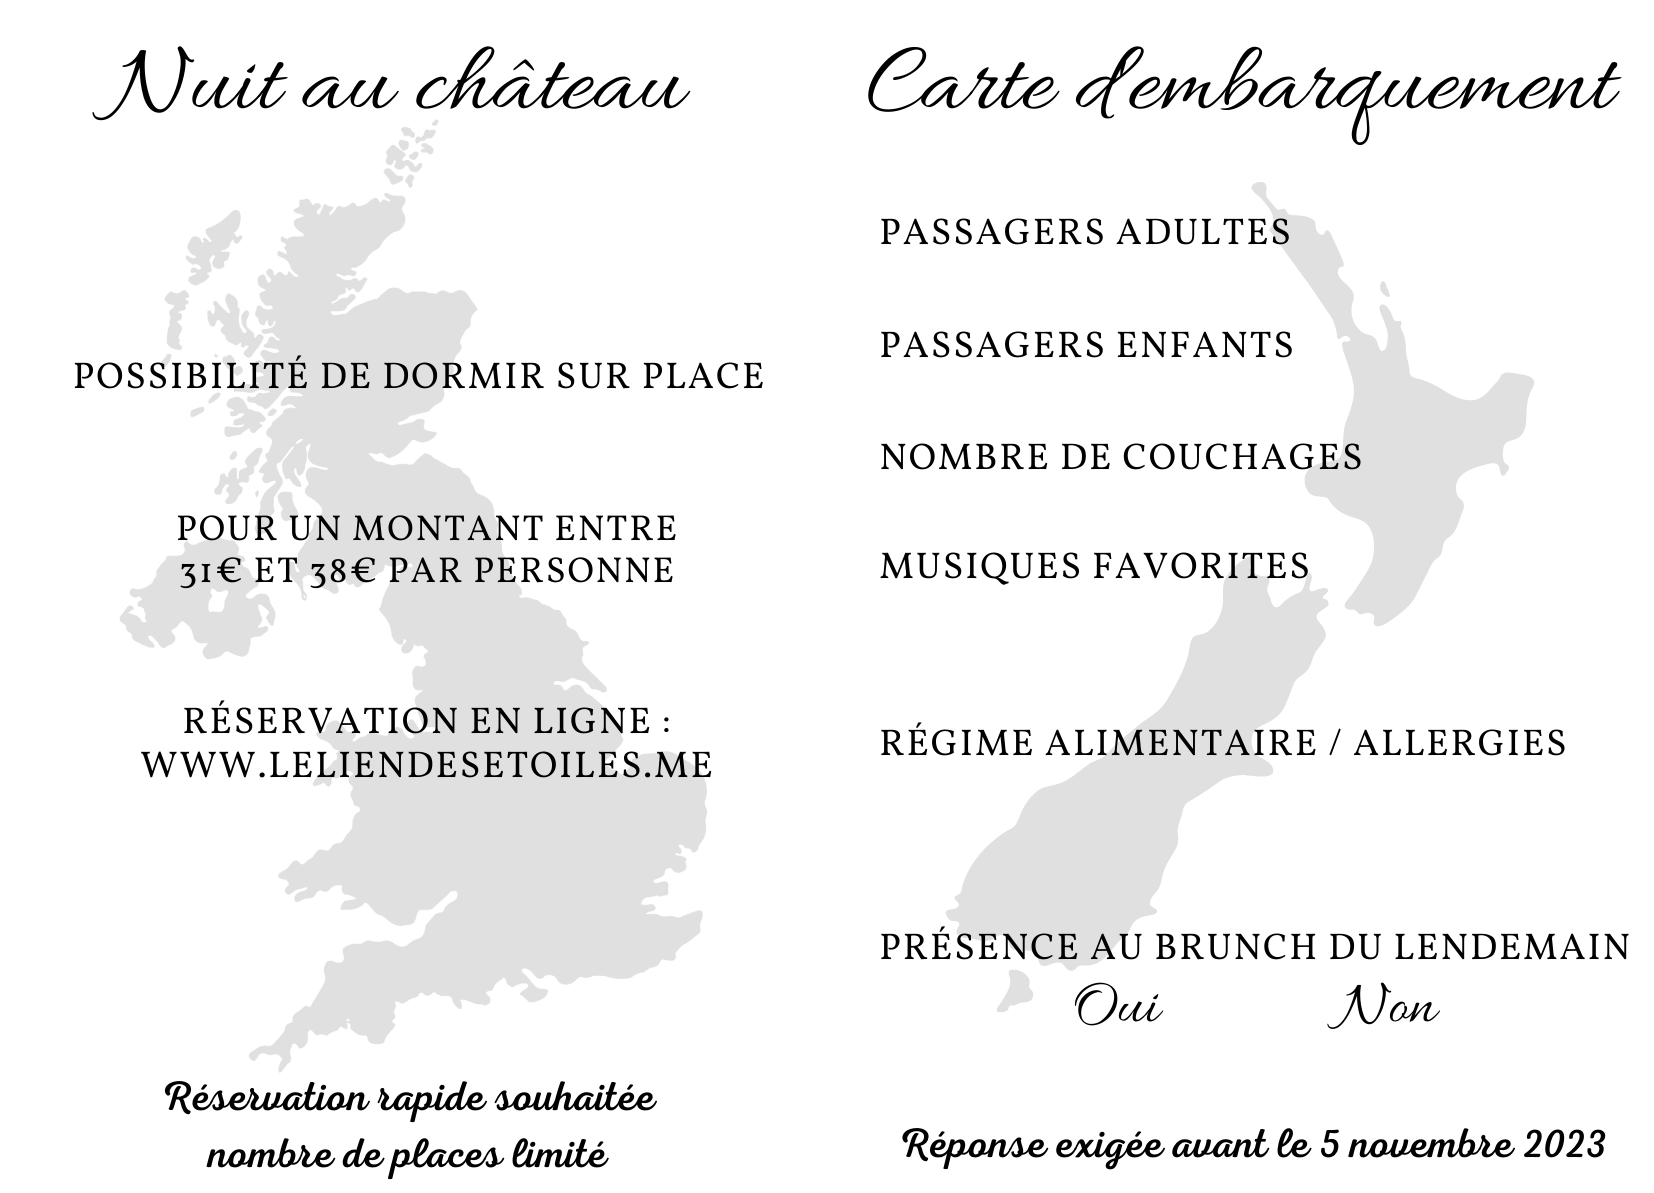 Nuit au château
POSSIBILITÉ DE DORMIR SUR PLACE
POUR UN MONTANT ENTRE
31€ ET 38€ PAR PERSONNE
RÉSERVATION EN LIGNE :
WWW.LELIENDESETOILES.ME
Réservation rapide souhaitée
nombre de places limité
Carte d'embarquement
PASSAGERS ADULTES
PASSAGERS ENFANTS
NOMBRE DE COUCHAGES
MUSIQUES FAVORITES
RÉGIME ALIMENTAIRE / ALLERGIES
PRÉSENCE AU BRUNCH DU LENDEMAIN
Oui Non
Réponse exigée avant le 5 novembre 2023